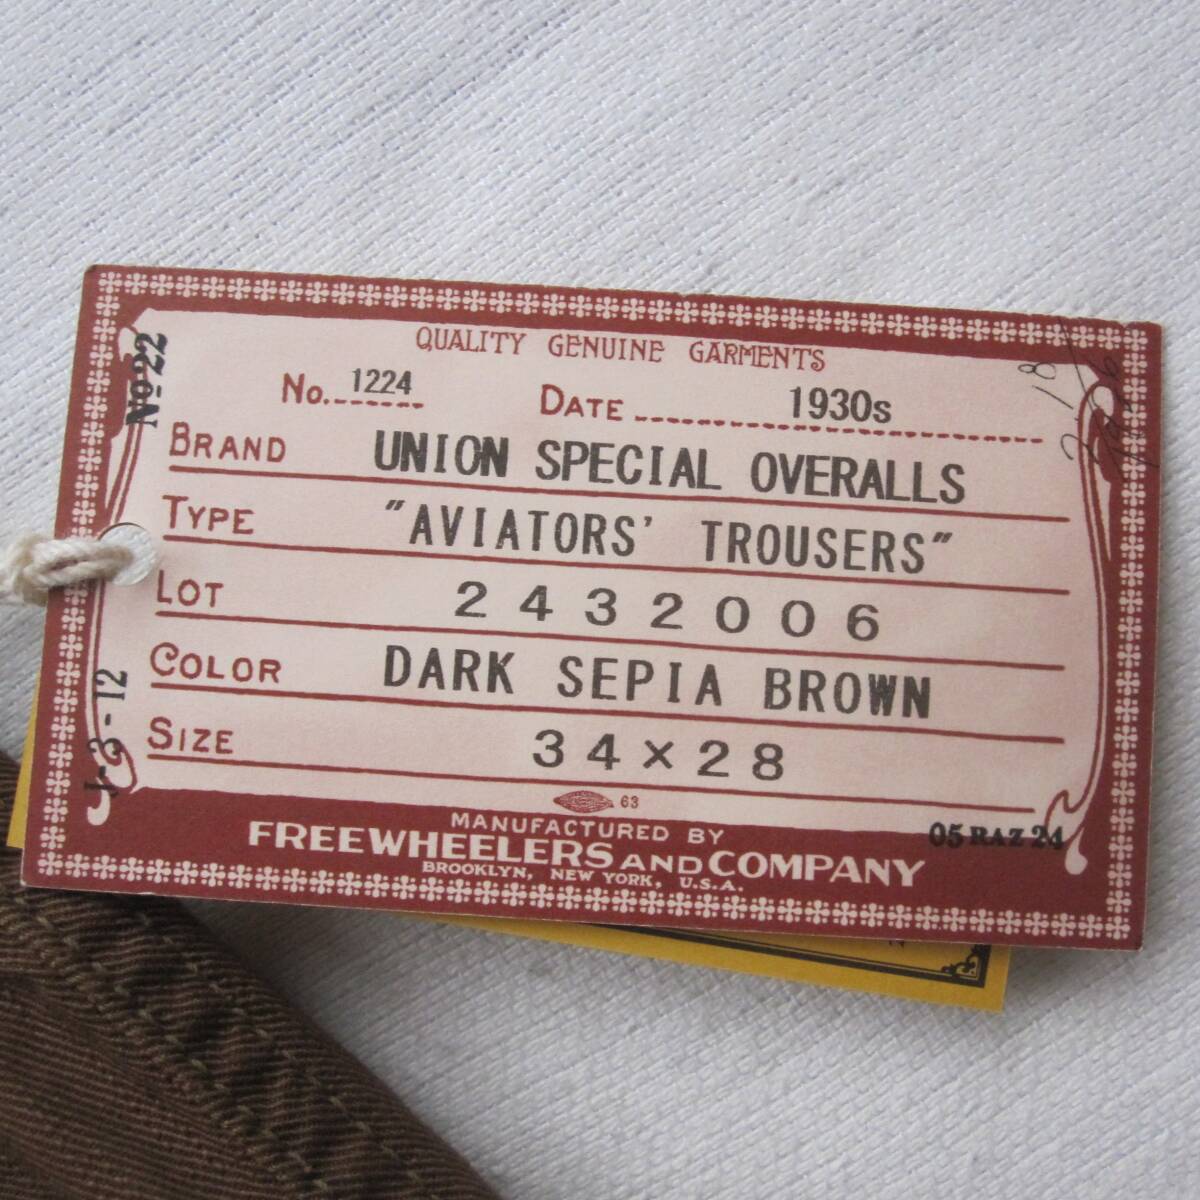 QUALITY GENUINE GARMENTS
No. 1224 DATE 1930s
BRAND UNION SPECIAL OVERALLS
TYPE "AVIATORS' TROUSERS"
LOT 2432006
COLOR DARK SEPIA BROWN
SIZE 34×28
63
MANUFACTURED BY
FREEWHEELERS AND COMPANY
BROOKLYN, NEW YORK, U.S.A.
No 22
J-3-12
05 RAZ 24